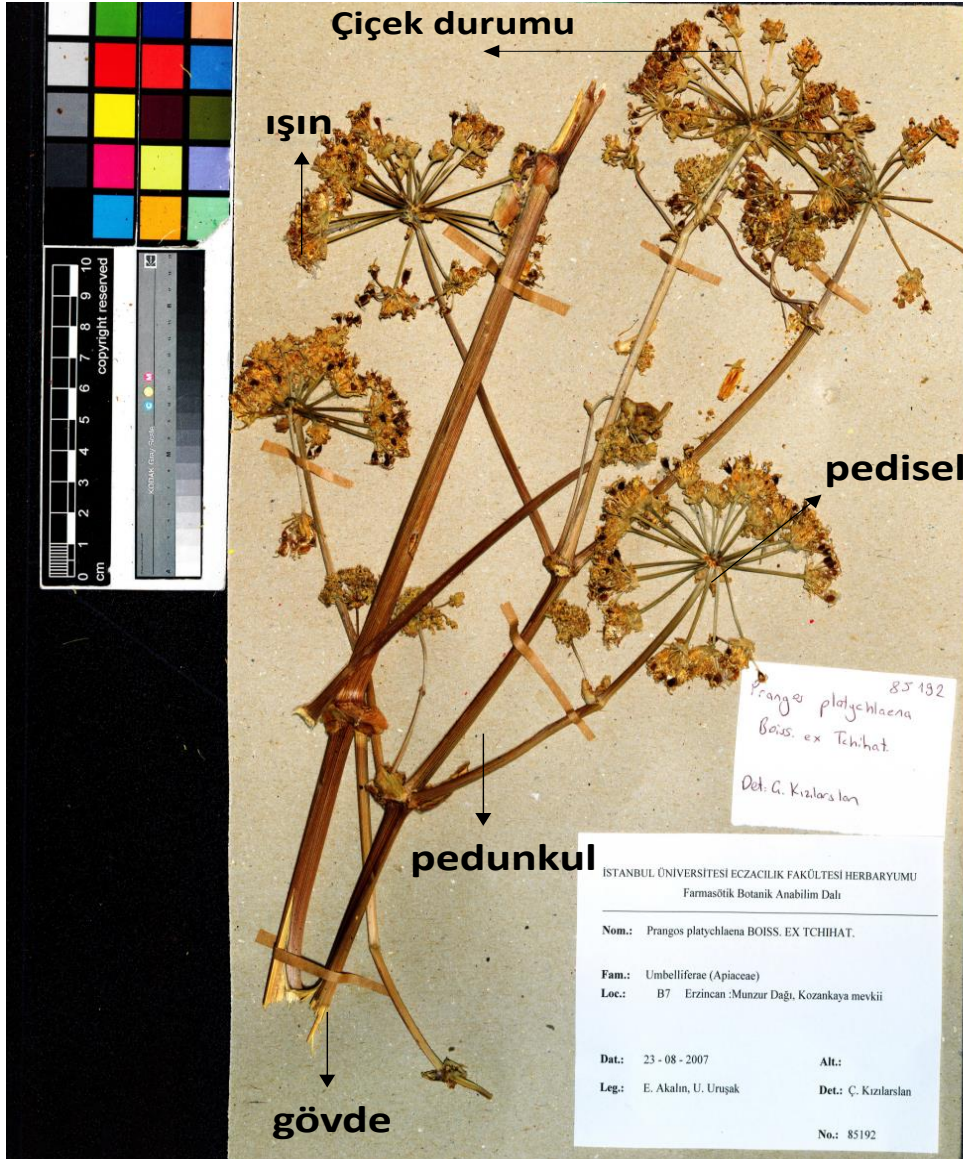 Çiçek durumu
ışın
pedisel
pedunkul
gövde
copyright reserved
0 1 2 3 4 5 6 7 8 9 10
cm
KODAK Gray Scale
C Y M
85192
Prangos platychlaena
Boiss. ex Tchihat.
Det: G. Kızılarslan
İSTANBUL ÜNİVERSİTESİ ECZACILIK FAKÜLTESİ HERBARYUMU
Farmasötik Botanik Anabilim Dalı
Nom.: Prangos platychlaena BOISS. EX TCHIHAT.
Fam.: Umbelliferae (Apiaceae)
Loc.: B7 Erzincan :Munzur Dağı, Kozankaya mevkii
Dat.: 23 - 08 - 2007 Alt.:
Leg.: E. Akalın, U. Uruşak Det.: Ç. Kızılarslan
No.: 85192